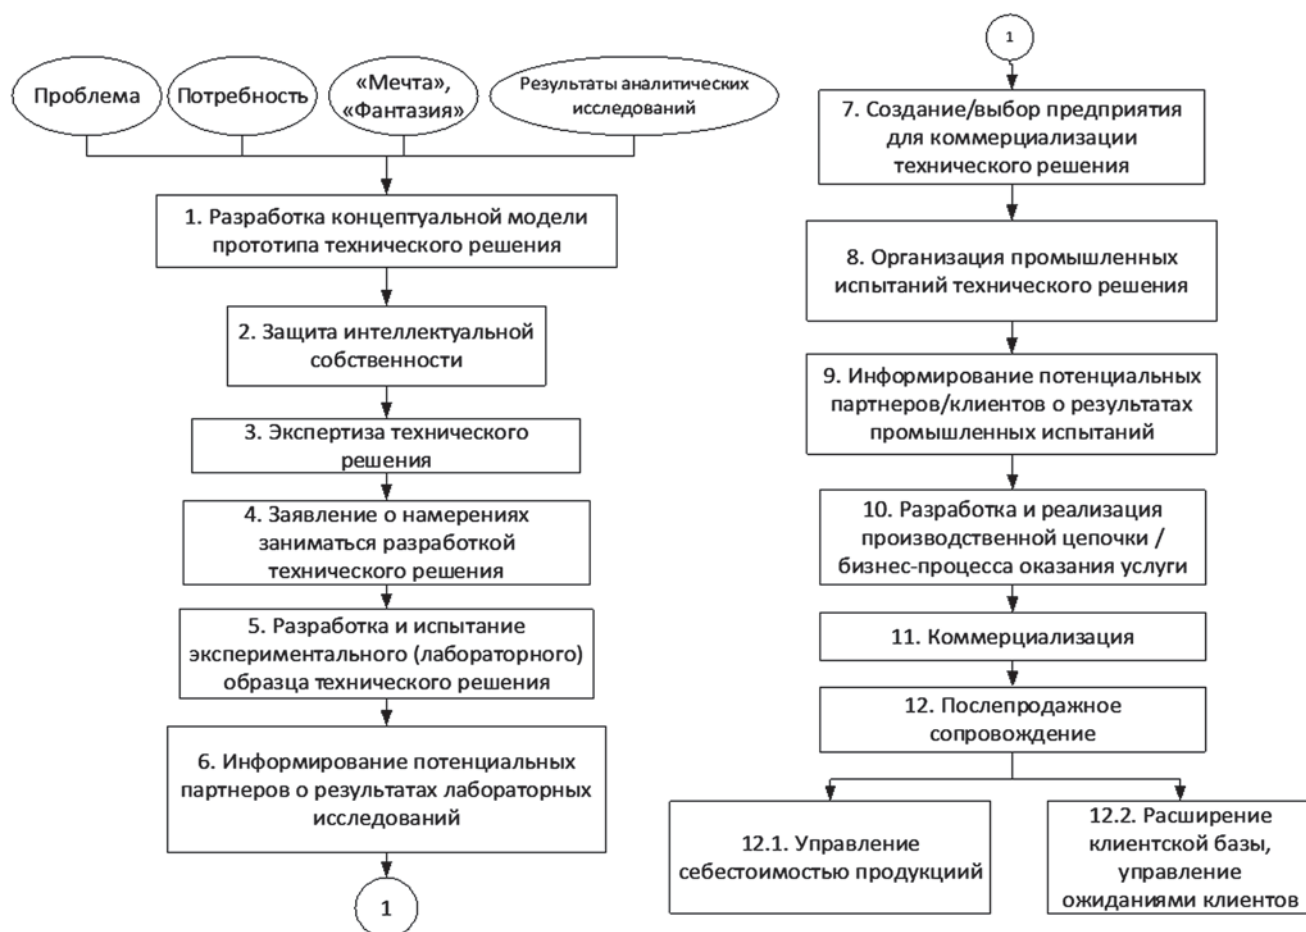 Проблема
Потребность
«Мечта»,
«Фантазия»
Результаты аналитических
исследований
1. Разработка концептуальной модели
прототипа технического решения
2. Защита интеллектуальной
собственности
3. Экспертиза технического
решения
4. Заявление о намерениях
заниматься разработкой
технического решения
5. Разработка и испытание
экспериментального (лабораторного)
образца технического решения
6. Информирование потенциальных
партнеров о результатах лабораторных
исследований
1
1
7. Создание/выбор предприятия
для коммерциализации
технического решения
8. Организация промышленных
испытаний технического решения
9. Информирование потенциальных
партнеров/клиентов о результатах
промышленных испытаний
10. Разработка и реализация
производственной цепочки /
бизнес-процесса оказания услуги
11. Коммерциализация
12. Послепродажное
сопровождение
12.1. Управление
себестоимостью продукциий
12.2. Расширение
клиентской базы,
управление
ожиданиями клиентов